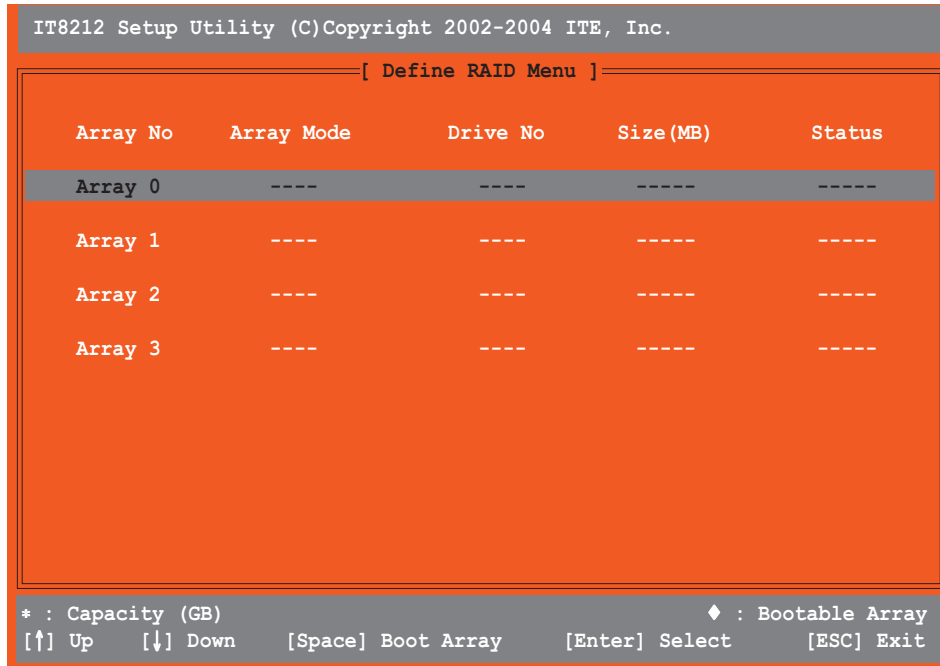 IT8212 Setup Utility (C)Copyright 2002-2004 ITE, Inc.
[ Define RAID Menu ]
Array No Array Mode Drive No Size(MB) Status
Array 0 ---- ---- ----- -----
Array 1 ---- ---- ----- -----
Array 2 ---- ---- ----- -----
Array 3 ---- ---- ----- -----
* : Capacity (GB) ♦ : Bootable Array
[↑] Up [↓] Down [Space] Boot Array [Enter] Select [ESC] Exit